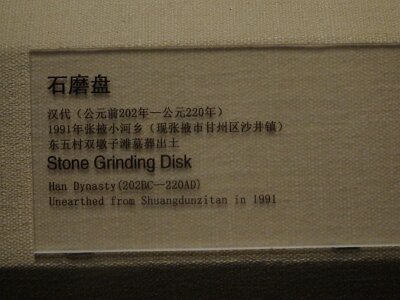 石磨盘
汉代（公元前202年—公元220年）
1991年张掖小河乡（现张掖市甘州区沙井镇）
东五村双墩子滩墓葬出土
Stone Grinding Disk
Han Dynasty(202BC—220AD)
Unearthed from Shuangdunzitan in 1991